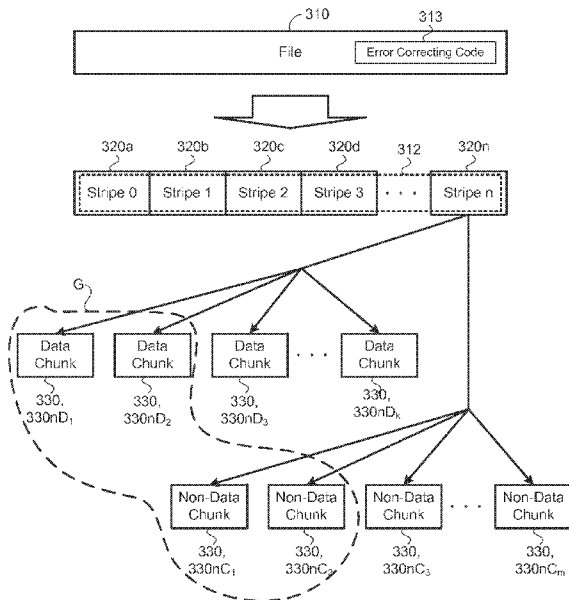 310
313
File
Error Correcting Code
320a 320b 320c 320d 312 320n
Stripe 0 Stripe 1 Stripe 2 Stripe 3 . . . Stripe n
G
Data Chunk
330, 330nD₁
Data Chunk
330, 330nD₂
Data Chunk
330, 330nD₃
. . .
Data Chunk
330, 330nDₖ
Non-Data Chunk
330, 330nC₁
Non-Data Chunk
330, 330nC₂
Non-Data Chunk
330, 330nC₃
. . .
Non-Data Chunk
330, 330nCₘ